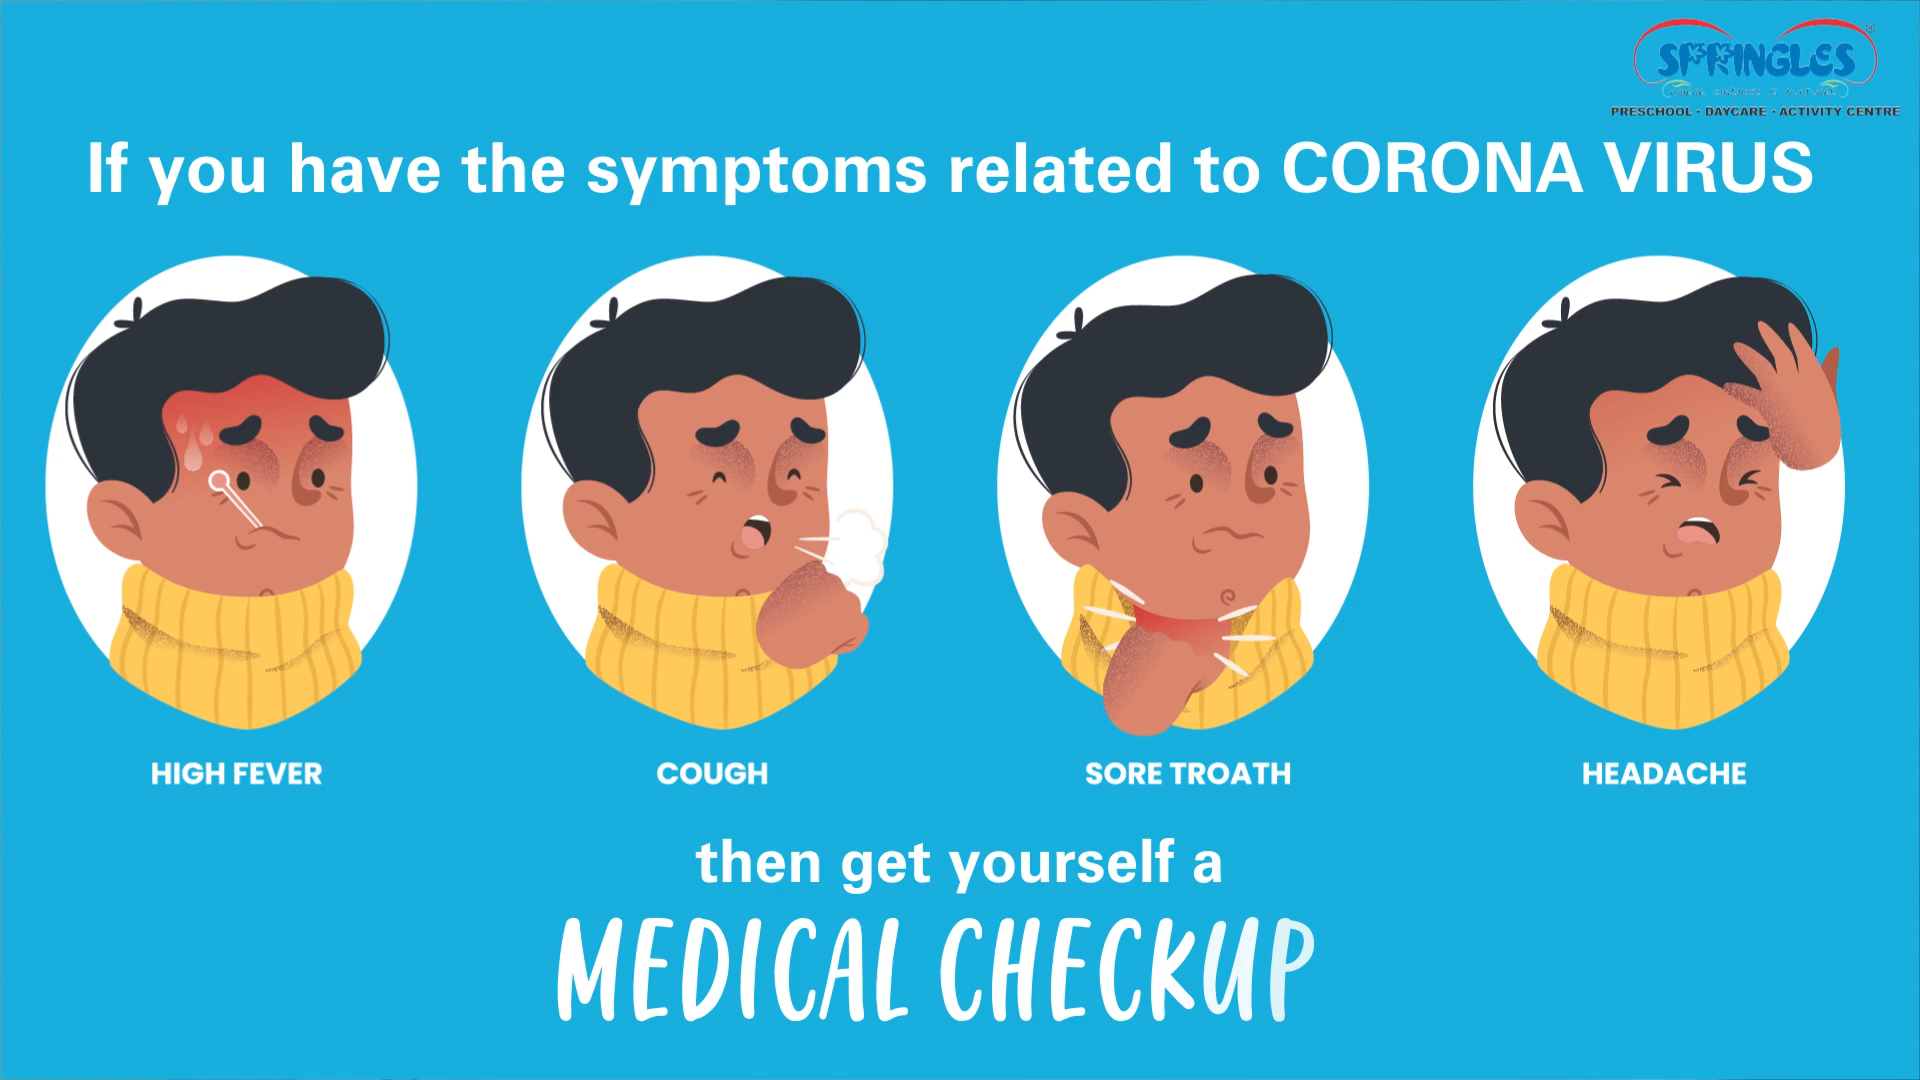 SPRINGLES
PRESCHOOL • DAYCARE • ACTIVITY CENTRE
If you have the symptoms related to CORONA VIRUS
HIGH FEVER
COUGH
SORE TROATH
HEADACHE
then get yourself a
MEDICAL CHECKUP